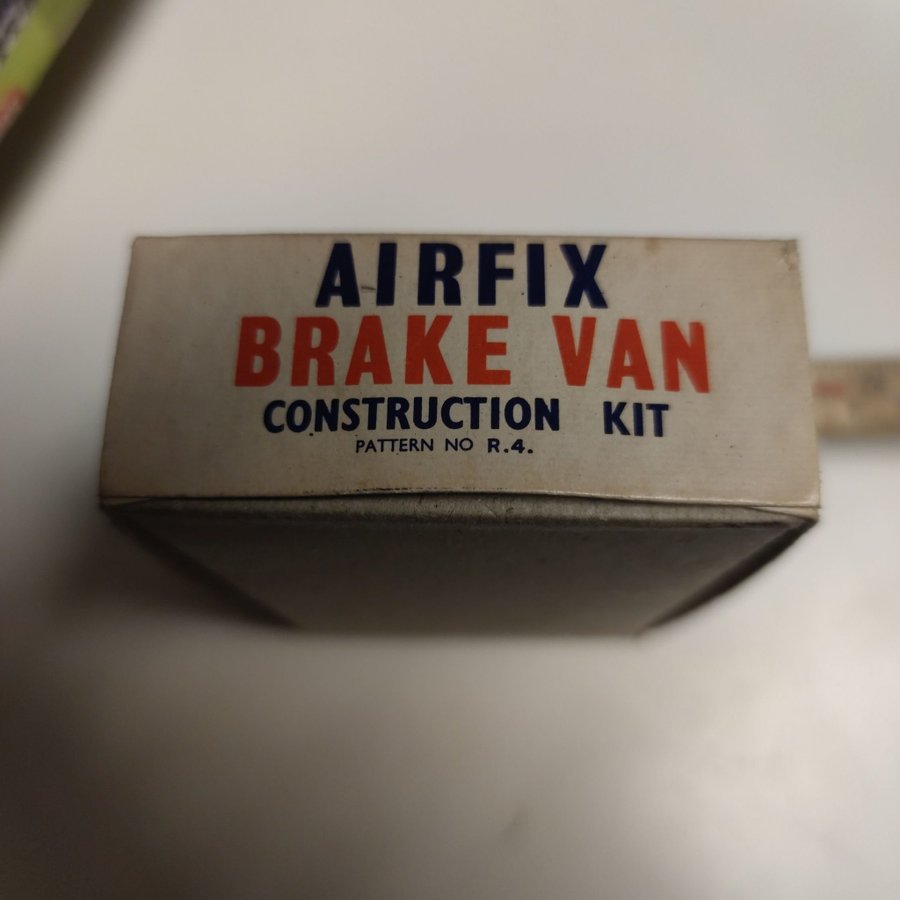 AIRFIX
BRAKE VAN
CONSTRUCTION KIT
PATTERN NO R.4.